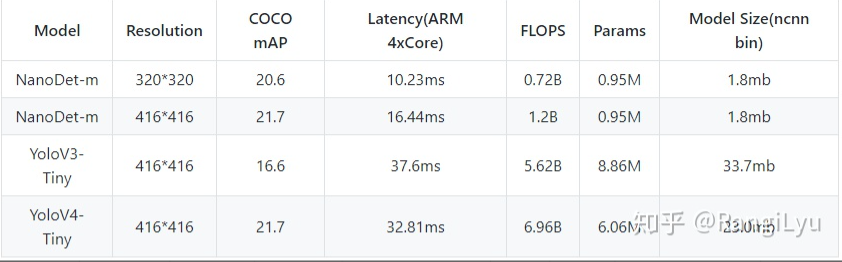 Model Resolution COCO mAP Latency(ARM 4xCore) FLOPS Params Model Size(ncnn bin)
NanoDet-m 320*320 20.6 10.23ms 0.72B 0.95M 1.8mb
NanoDet-m 416*416 21.7 16.44ms 1.2B 0.95M 1.8mb
YoloV3-Tiny 416*416 16.6 37.6ms 5.62B 8.86M 33.7mb
YoloV4-Tiny 416*416 21.7 32.81ms 6.96B 6.06M 23.0mb
知乎 @RangiLyu